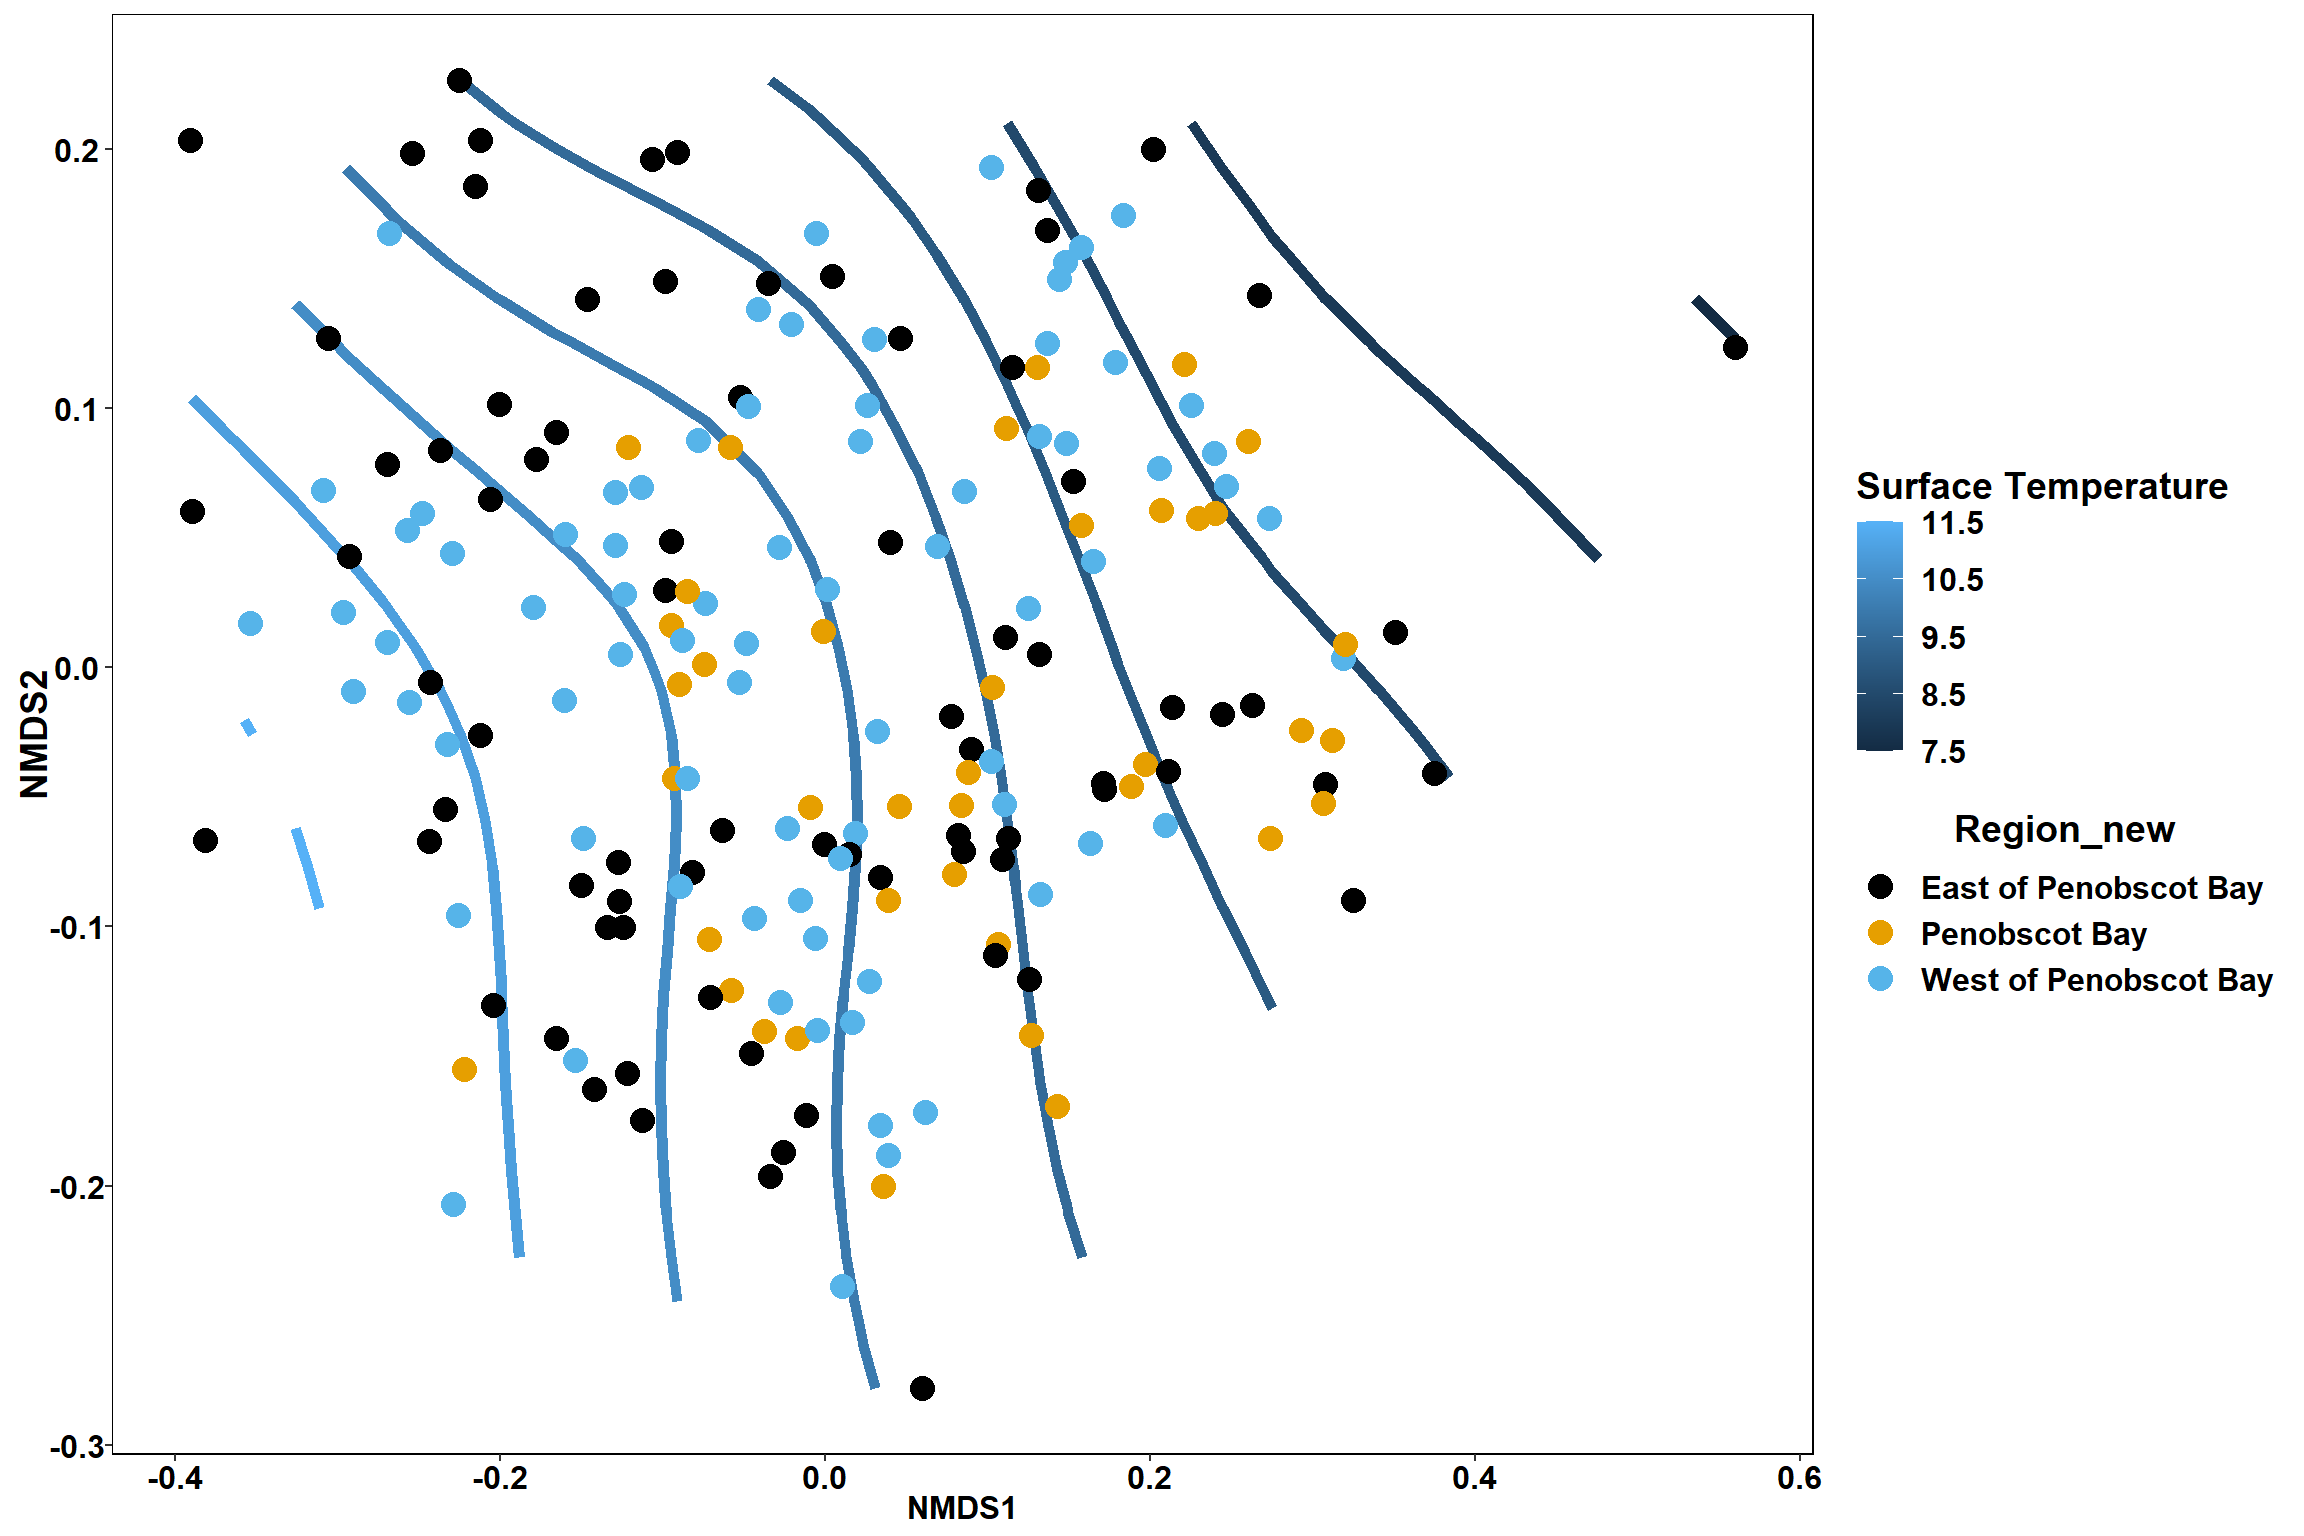 0.2
0.1
0.0
-0.1
-0.2
-0.3
NMDS2
-0.4 -0.2 0.0 0.2 0.4 0.6
NMDS1
Surface Temperature
11.5
10.5
9.5
8.5
7.5
Region_new
East of Penobscot Bay
Penobscot Bay
West of Penobscot Bay